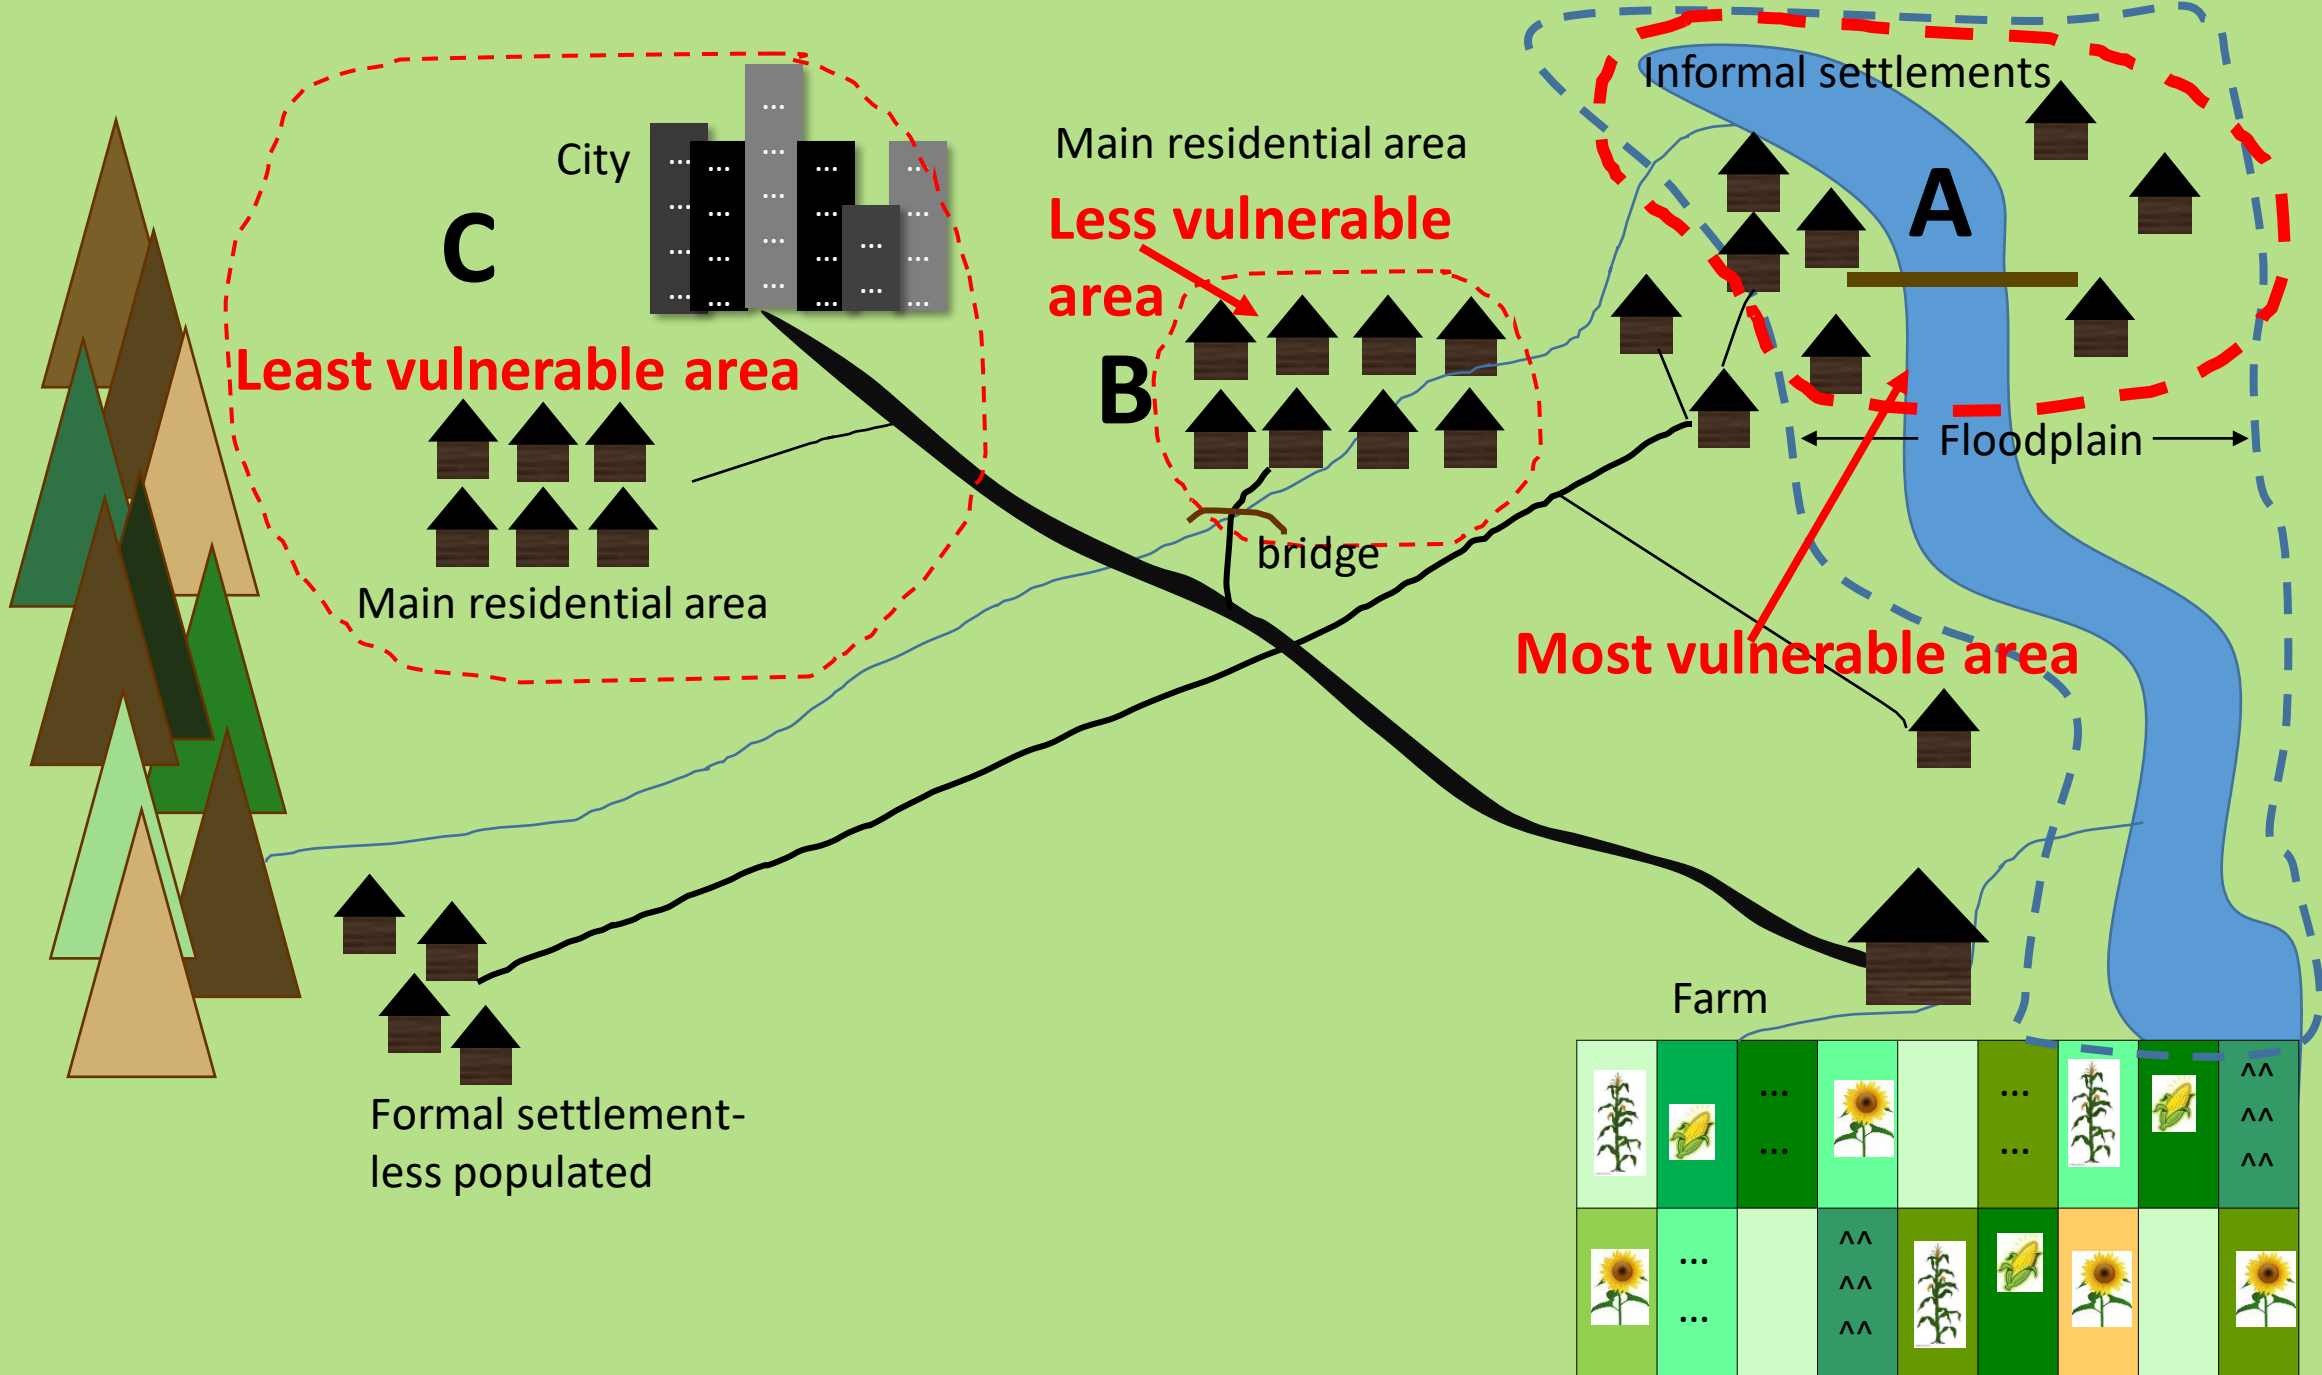 Informal settlements
City
Main residential area
C
A
Less vulnerable
area
B
Least vulnerable area
Floodplain
bridge
Main residential area
Most vulnerable area
Farm
Formal settlement-
less populated
... ... ^^
... ... ^^
^^
... ^^
... ^^
^^